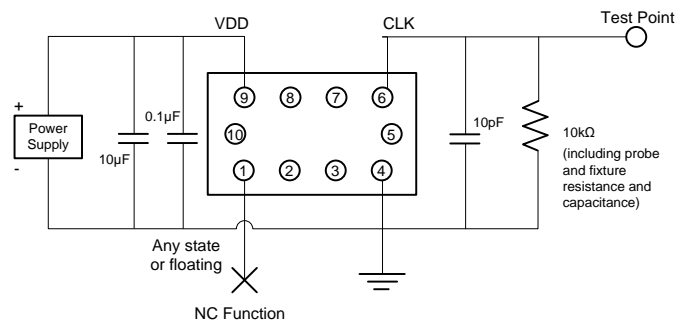 VDD
CLK
Test Point
+
Power
Supply
-
10µF
0.1µF
9
8
7
6
10
5
1
2
3
4
10pF
10kΩ
(including probe
and fixture
resistance and
capacitance)
Any state
or floating
NC Function